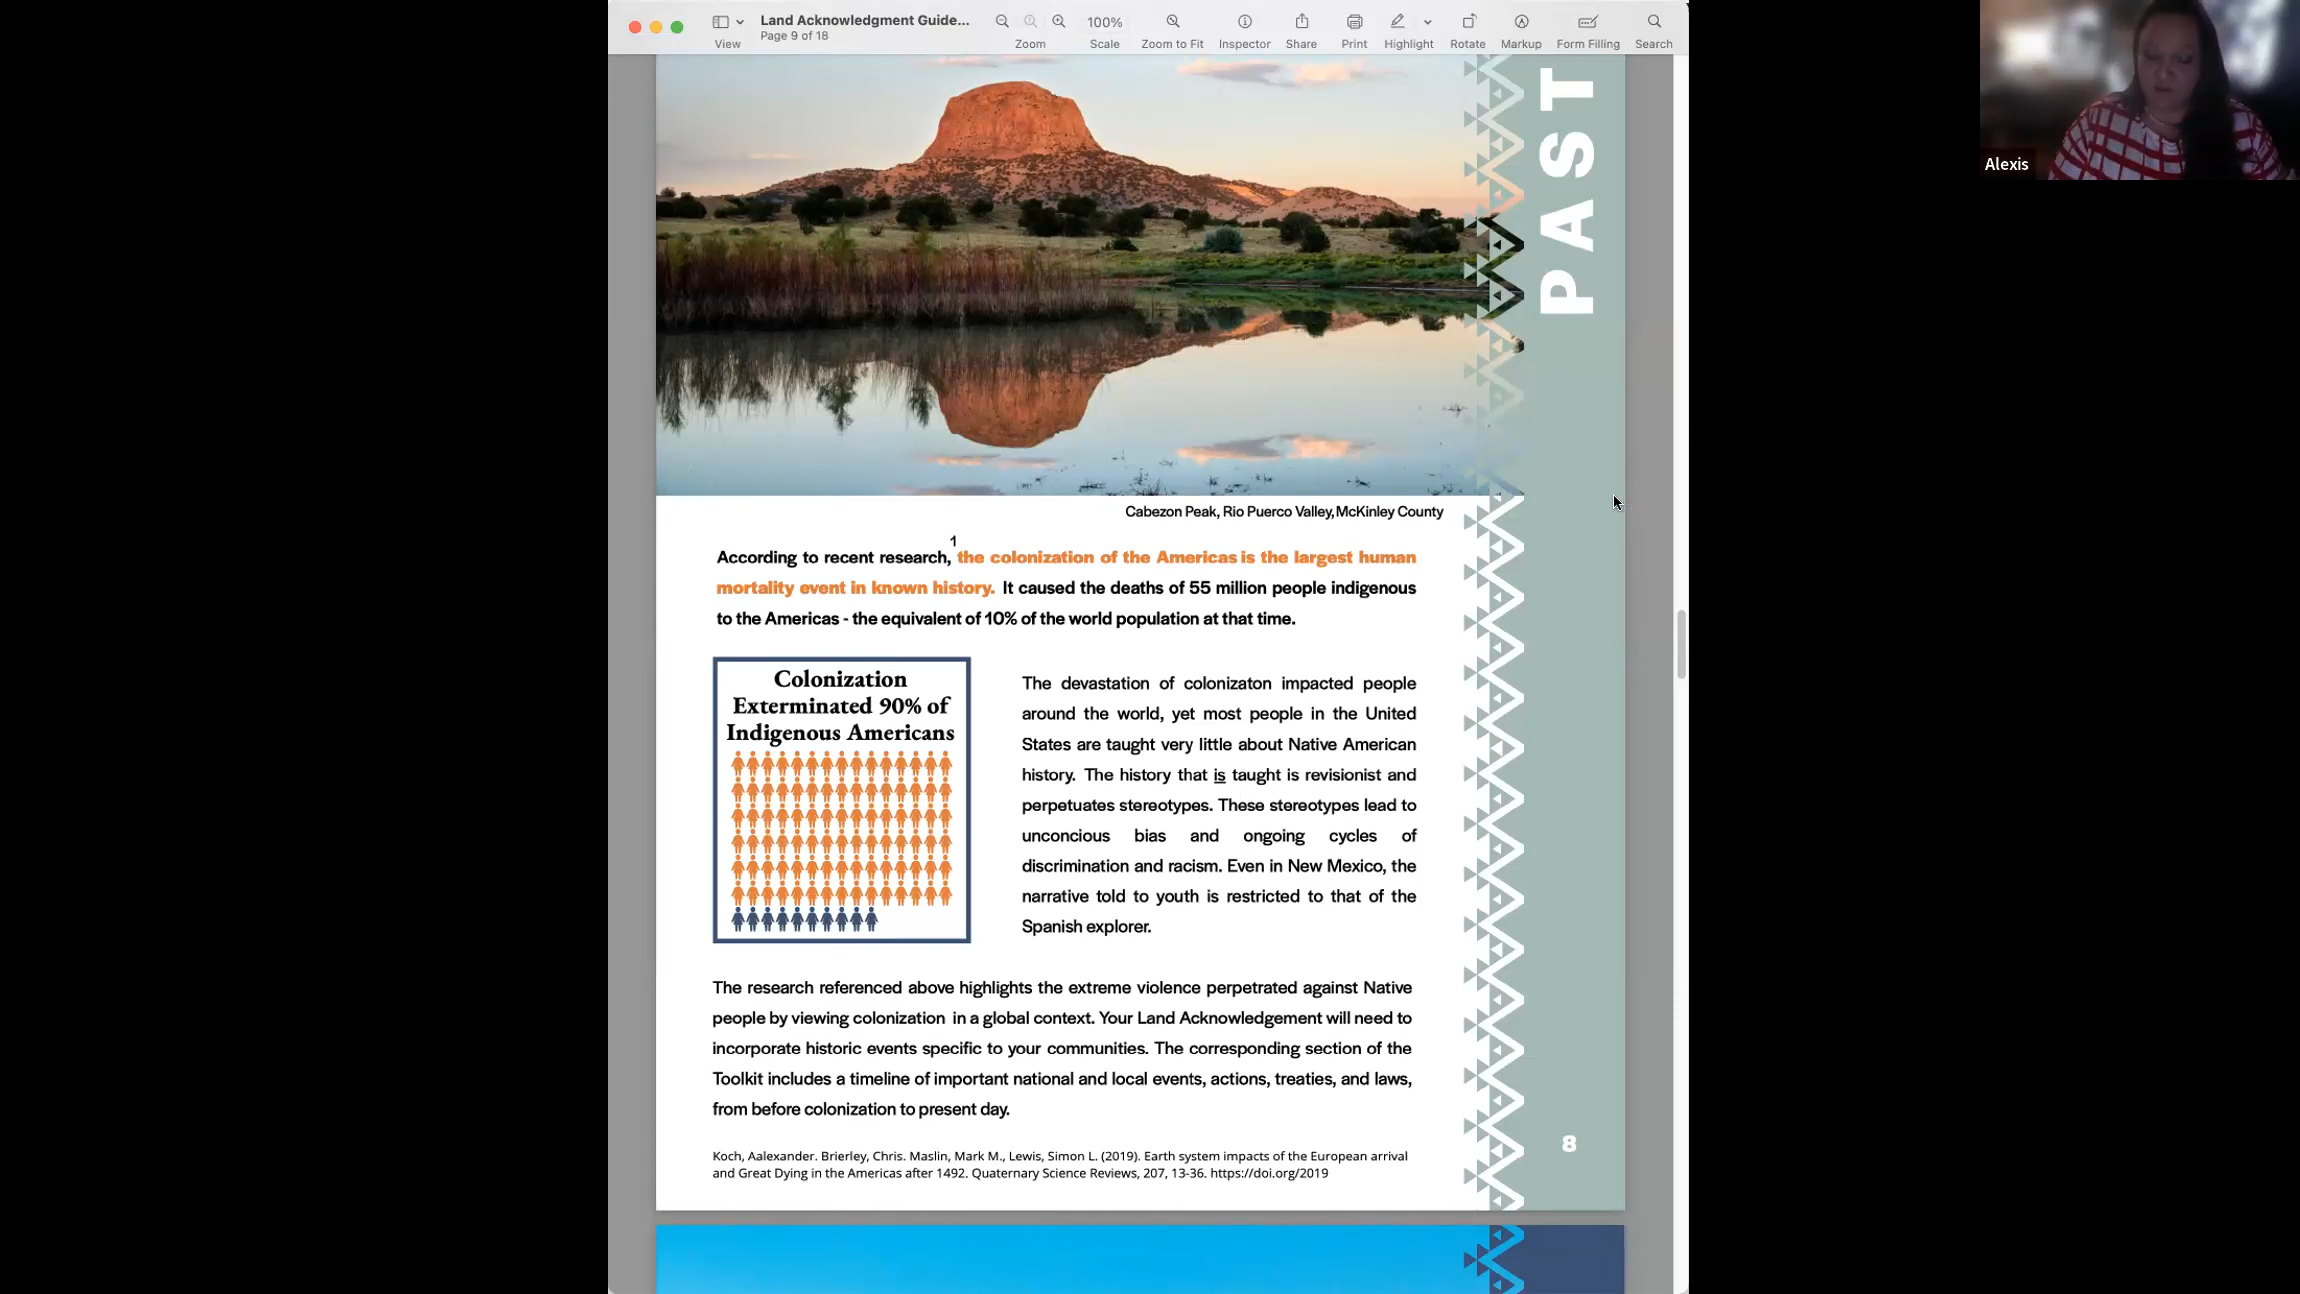 Land Acknowledgment Guide...
Page 9 of 18
View
Zoom
100%
Scale
Zoom to Fit
Inspector
Share
Print
Highlight
Rotate
Markup
Form Filling
Search
Alexis
PAST
Cabezon Peak, Rio Puerco Valley, McKinley County
According to recent research,1 the colonization of the Americas is the largest human
mortality event in known history. It caused the deaths of 55 million people indigenous
to the Americas - the equivalent of 10% of the world population at that time.
Colonization
Exterminated 90% of
Indigenous Americans
The devastation of colonizaton impacted people
around the world, yet most people in the United
States are taught very little about Native American
history. The history that is taught is revisionist and
perpetuates stereotypes. These stereotypes lead to
unconcious bias and ongoing cycles of
discrimination and racism. Even in New Mexico, the
narrative told to youth is restricted to that of the
Spanish explorer.
The research referenced above highlights the extreme violence perpetrated against Native
people by viewing colonization in a global context. Your Land Acknowledgement will need to
incorporate historic events specific to your communities. The corresponding section of the
Toolkit includes a timeline of important national and local events, actions, treaties, and laws,
from before colonization to present day.
8
Koch, Aalexander. Brierley, Chris. Maslin, Mark M., Lewis, Simon L. (2019). Earth system impacts of the European arrival
and Great Dying in the Americas after 1492. Quaternary Science Reviews, 207, 13-36. https://doi.org/2019